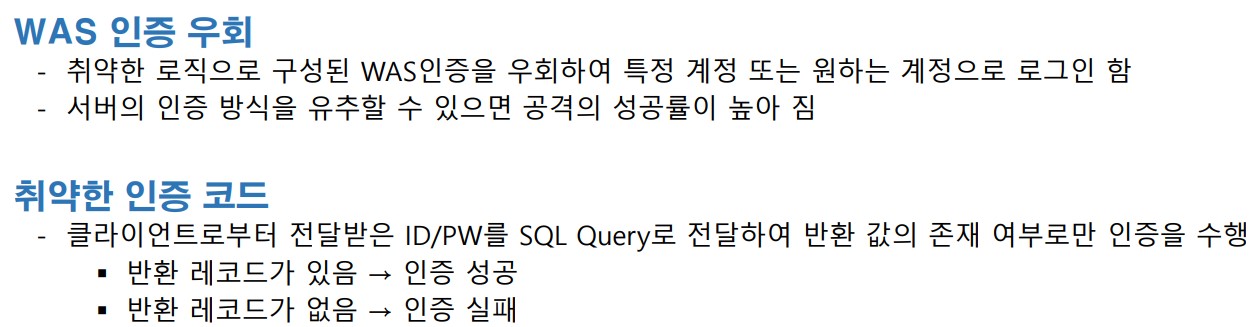 WAS 인증 우회
- 취약한 로직으로 구성된 WAS인증을 우회하여 특정 계정 또는 원하는 계정으로 로그인 함
- 서버의 인증 방식을 유추할 수 있으면 공격의 성공률이 높아 짐
취약한 인증 코드
- 클라이언트로부터 전달받은 ID/PW를 SQL Query로 전달하여 반환 값의 존재 여부로만 인증을 수행
▪ 반환 레코드가 있음 → 인증 성공
▪ 반환 레코드가 없음 → 인증 실패